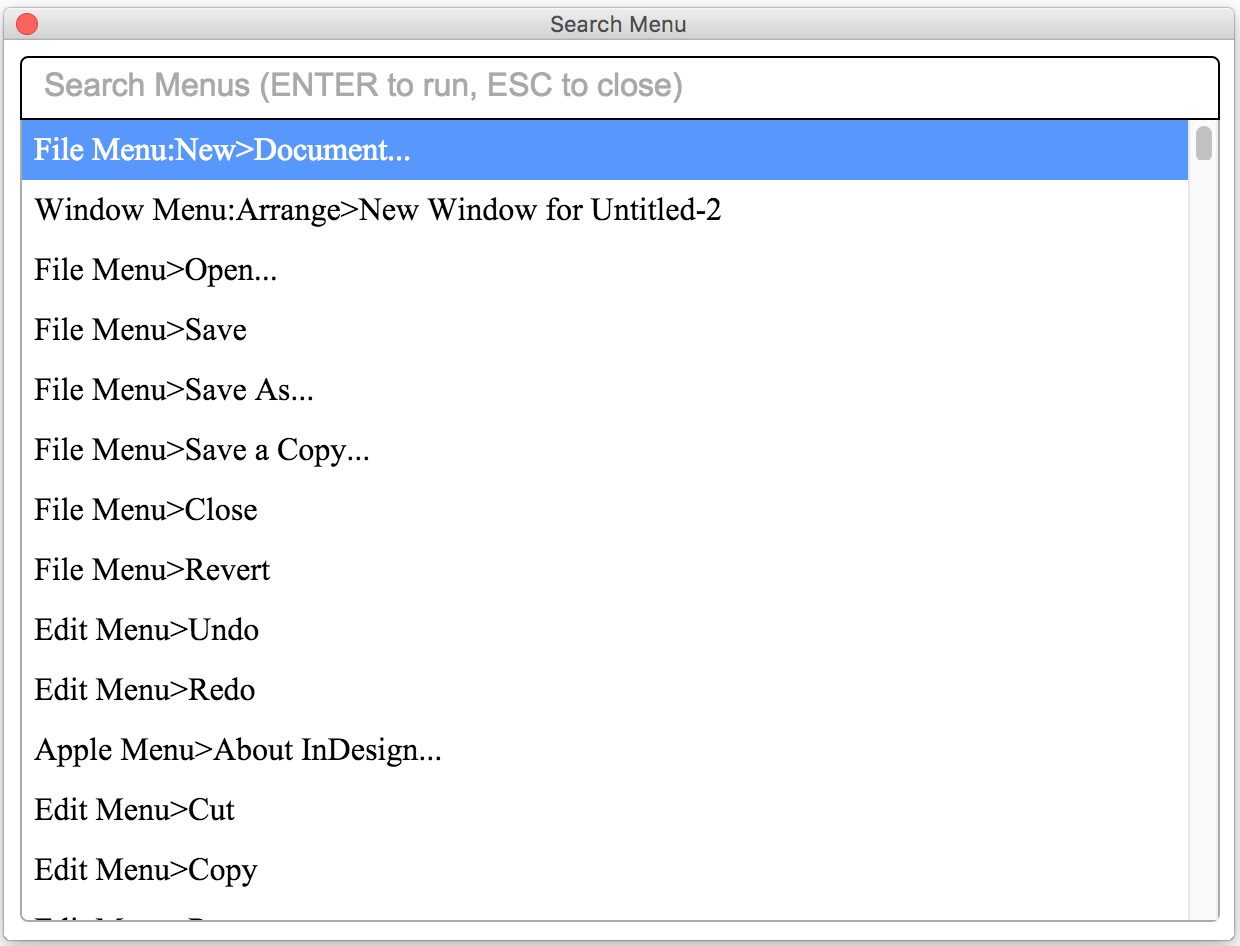 Search Menu
Search Menus (ENTER to run, ESC to close)
File Menu:New>Document...
Window Menu:Arrange>New Window for Untitled-2
File Menu>Open...
File Menu>Save
File Menu>Save As...
File Menu>Save a Copy...
File Menu>Close
File Menu>Revert
Edit Menu>Undo
Edit Menu>Redo
Apple Menu>About InDesign...
Edit Menu>Cut
Edit Menu>Copy